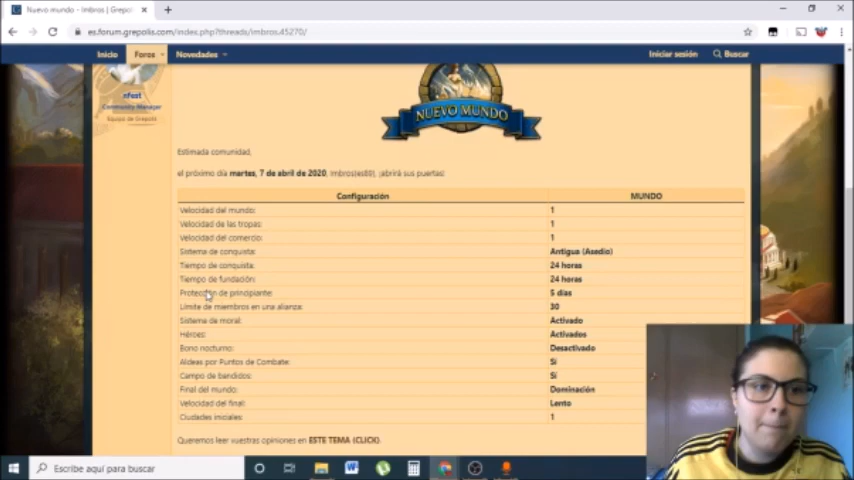 Nuevo mundo - Imbros | Grepol
es.forum.grepolis.com/index.php?threads/imbros.45270/
Inicio Foros Novedades Iniciar sesión Buscar
Community Manager
Equipo de Grepolis
NUEVO MUNDO
Estimada comunidad,
el próximo día martes, 7 de abril de 2020, Imbros(es80), ¡abrirá sus puertas!
Configuración MUNDO
Velocidad del mundo: 1
Velocidad de las tropas: 1
Velocidad del comercio: 1
Sistema de conquista: Antigua (Asedio)
Tiempo de conquista: 24 horas
Tiempo de fundación: 24 horas
Protección de principiante: 5 días
Límite de miembros en una alianza: 30
Sistema de moral: Activado
Héroes: Activados
Bono nocturno: Desactivado
Aldeas por Puntos de Combate: Sí
Campo de bandidos: Sí
Final del mundo: Dominación
Velocidad del final: Lento
Ciudades iniciales: 1
Queremos leer vuestras opiniones en ESTE TEMA (CLICK).
Escribe aquí para buscar